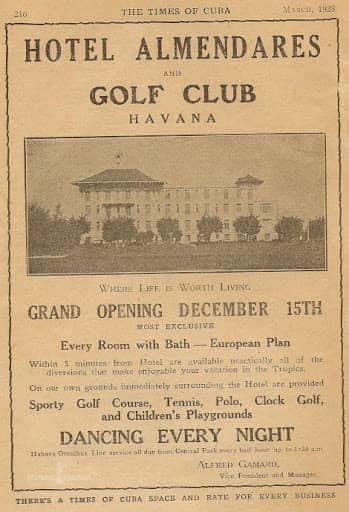 216 THE TIMES OF CUBA March, 1928
HOTEL ALMENDARES
AND
GOLF CLUB
HAVANA
WHERE LIFE IS WORTH LIVING
GRAND OPENING DECEMBER 15TH
MOST EXCLUSIVE
Every Room with Bath — European Plan
Within 5 minutes from Hotel are available practically all of the
diversions that make enjoyable your vacation in the Tropics.
On our own grounds immediately surrounding the Hotel are provided
Sporty Golf Course, Tennis, Polo, Clock Golf,
and Children's Playgrounds
DANCING EVERY NIGHT
Havana Omnibus Line service all day from Central Park every half hour up to 1:30 a.m.
ALFRED GAMARD,
Vice President and Manager.
THERE'S A TIMES OF CUBA SPACE AND RATE FOR EVERY BUSINESS